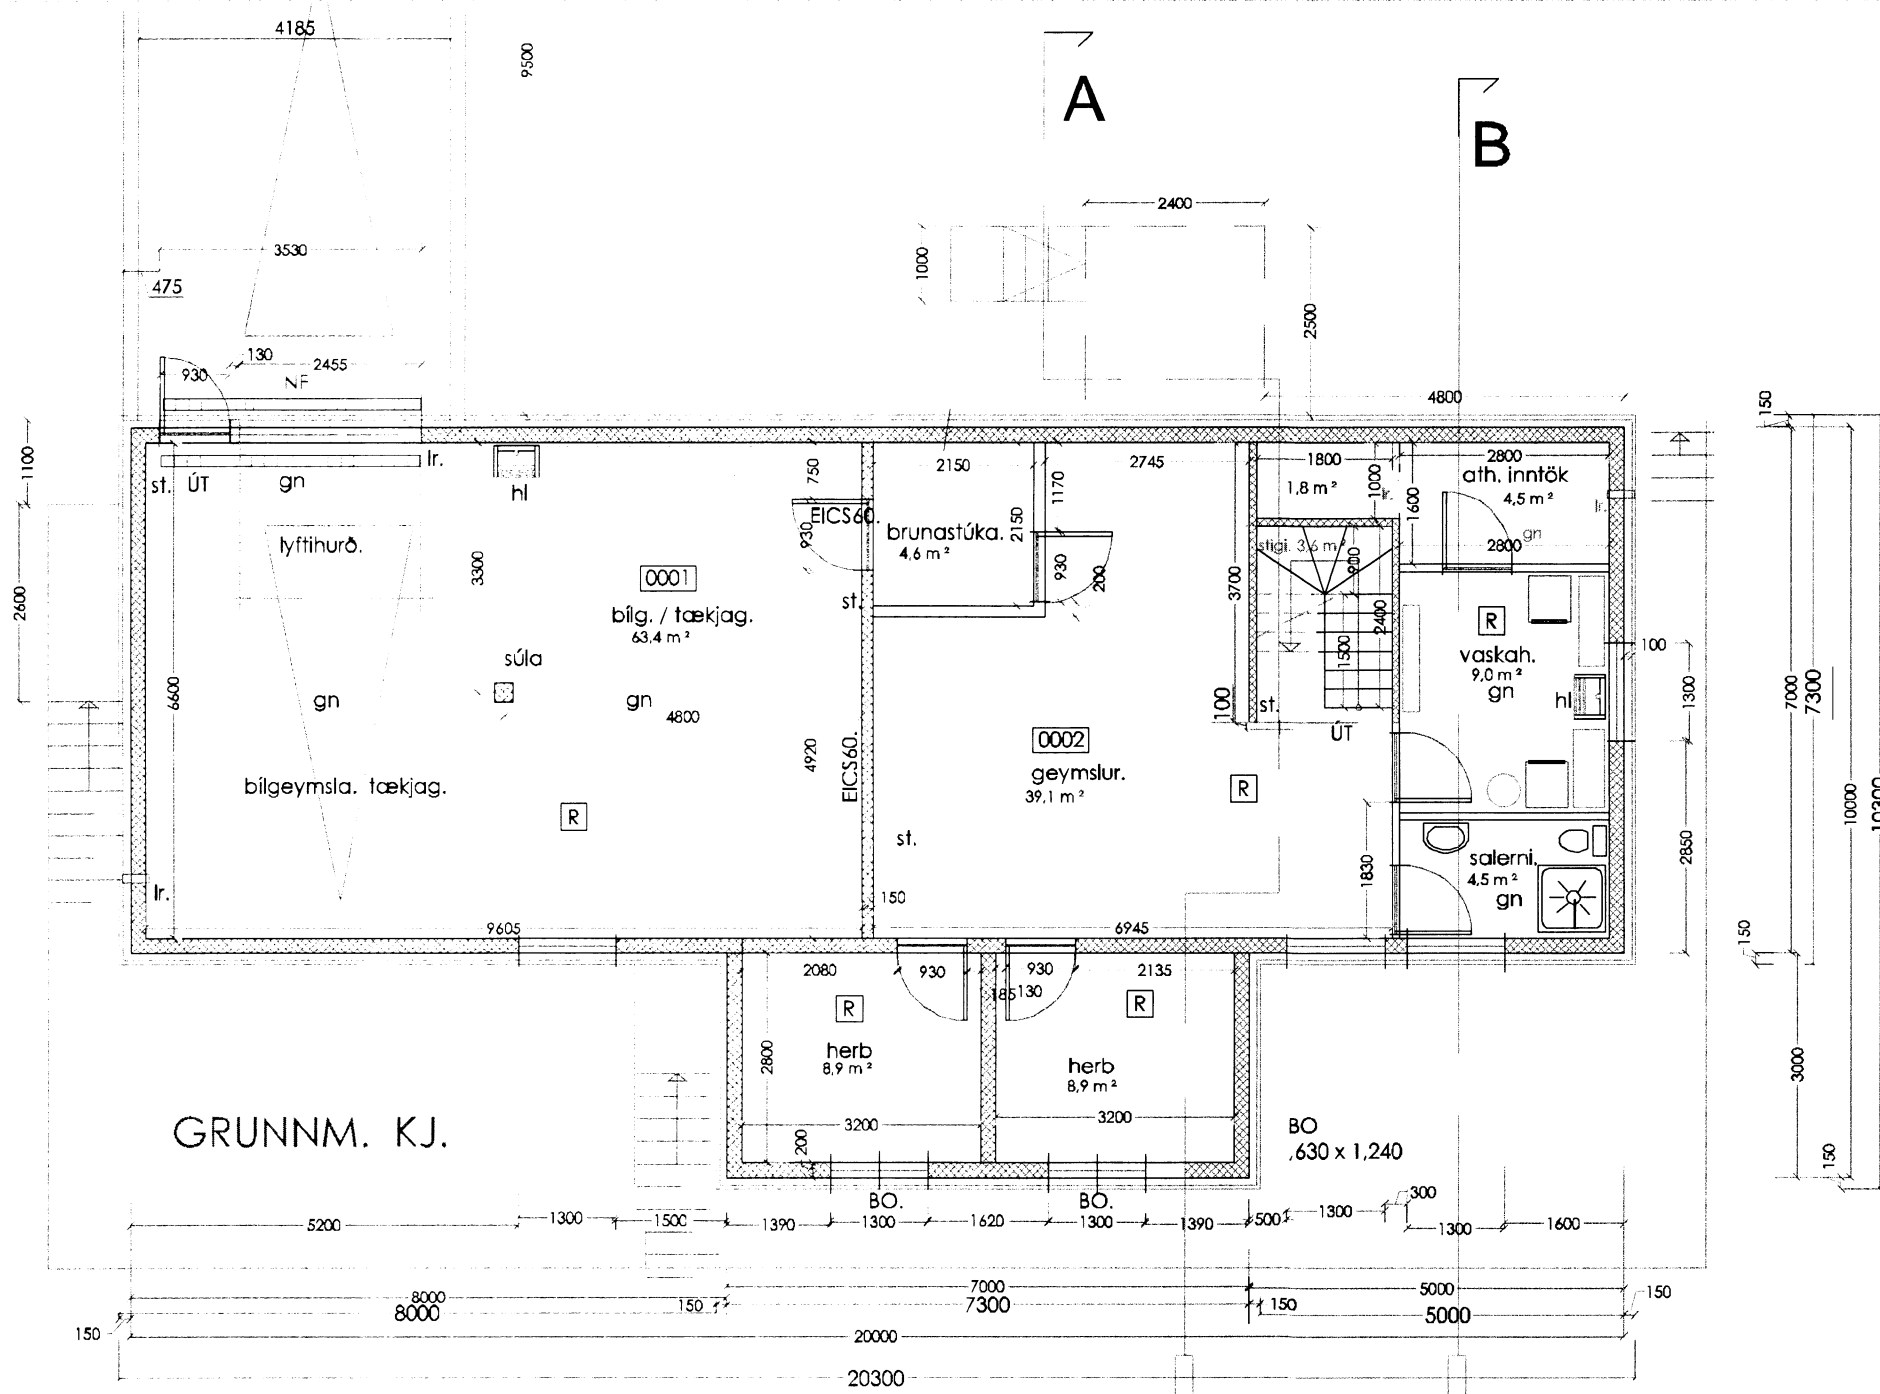 4185
9500
A
B
2400
3530
1000
475
2500
130
2455
930
NF
4800
150
1100
lr.
st.
ÚT
gn
hl
750
2150
2745
1800
2800
ath. inntök
4,5 m²
1,8 m²
1000
lr.
1600
1170
lr.
EICS60.
930
brunastúka.
4,6 m²
2150
gn
2800
lyftihurð.
stigi. 3,6 m²
900
3300
0001
930
200
3700
2600
st.
2400
bílg. / tækjag.
63,4 m²
R
1500
100
súla
vaskah.
9,0 m²
gn
6600
gn
gn
4800
100
st.
hl
1300
7000
7300
0002
ÚT
4920
EICS60.
geymslur.
39,1 m²
bílgeymsla. tækjag.
R
R
10000
10300
st.
2850
1830
salerni.
4,5 m²
gn
lr.
150
9605
6945
150
2080
930
930
2135
185
130
R
R
2800
herb
8,9 m²
herb
8,9 m²
3000
GRUNNM. KJ.
3200
3200
200
BO
,630 x 1,240
150
BO.
BO.
300
5200
1300
1500
1390
1300
1620
1300
1390
500
1300
1300
1600
7000
5000
8000
8000
150
7300
150
5000
150
150
20000
20300